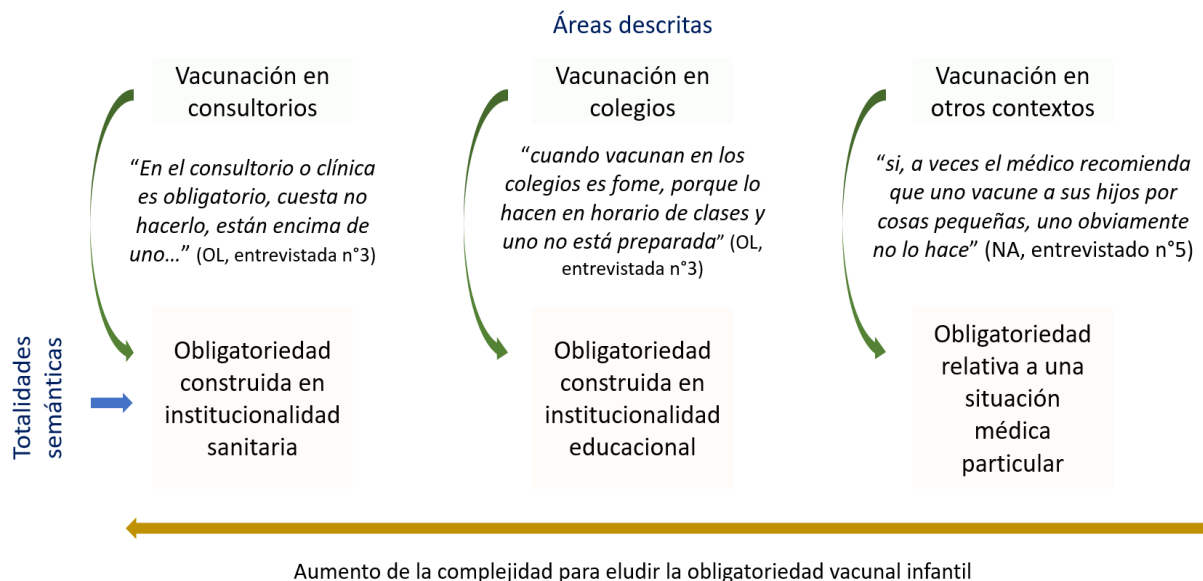 Áreas descritas
Vacunación en
consultorios
“En el consultorio o clínica
es obligatorio, cuesta no
hacerlo, están encima de
uno…” (OL, entrevistada n°3)
Obligatoriedad
construida en
institucionalidad
sanitaria
Vacunación en
colegios
“cuando vacunan en los
colegios es fome, porque lo
hacen en horario de clases y
uno no está preparada” (OL,
entrevistada n°3)
Obligatoriedad
construida en
institucionalidad
educacional
Vacunación en
otros contextos
“si, a veces el médico recomienda
que uno vacune a sus hijos por
cosas pequeñas, uno obviamente
no lo hace” (NA, entrevistado n°5)
Obligatoriedad
relativa a una
situación
médica
particular
Totalidades
semánticas
Aumento de la complejidad para eludir la obligatoriedad vacunal infantil